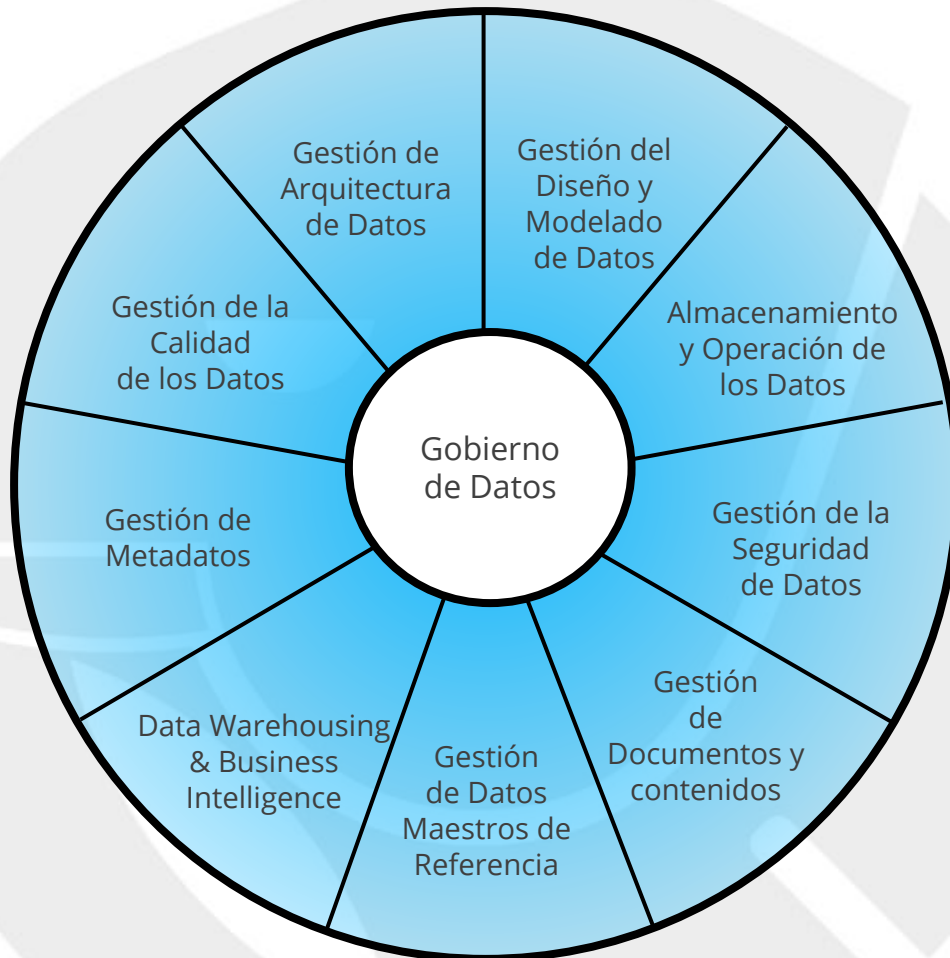 Gestión de
Arquitectura
de Datos
Gestión del
Diseño y
Modelado
de Datos
Almacenamiento
y Operación de
los Datos
Gestión de la
Seguridad
de Datos
Gestión
de
Documentos y
contenidos
Gestión
de Datos
Maestros de
Referencia
Data Warehousing
& Business
Intelligence
Gestión de
Metadatos
Gestión de la
Calidad
de los Datos
Gobierno
de Datos